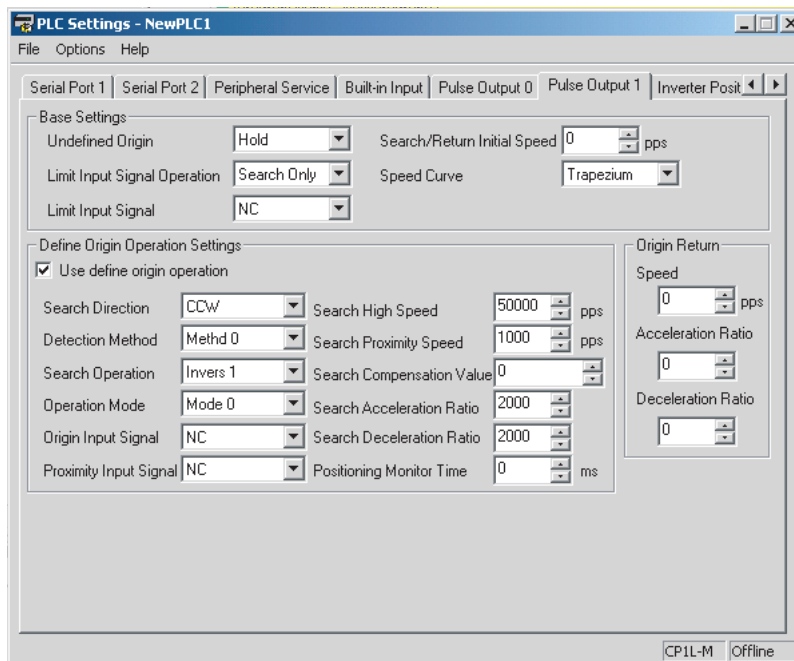 PLC Settings - NewPLC1
File Options Help
Serial Port 1 Serial Port 2 Peripheral Service Built-in Input Pulse Output 0 Pulse Output 1 Inverter Posit
Base Settings
Undefined Origin Hold Search/Return Initial Speed 0 pps
Limit Input Signal Operation Search Only Speed Curve Trapezium
Limit Input Signal NC
Define Origin Operation Settings
Use define origin operation
Search Direction CCW Search High Speed 50000 pps
Detection Method Methd 0 Search Proximity Speed 1000 pps
Search Operation Invers 1 Search Compensation Value 0
Operation Mode Mode 0 Search Acceleration Ratio 2000
Origin Input Signal NC Search Deceleration Ratio 2000
Proximity Input Signal NC Positioning Monitor Time 0 ms
Origin Return
Speed
0 pps
Acceleration Ratio
0
Deceleration Ratio
0
CP1L-M Offline